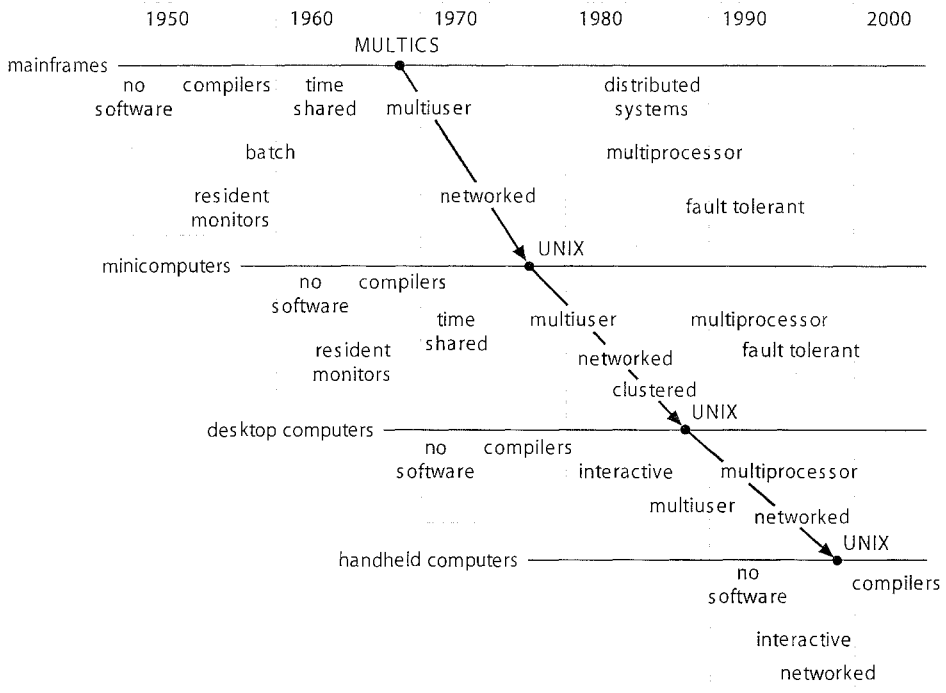 1950 1960 1970 1980 1990 2000
MULTICS
mainframes
no compilers time distributed
software shared multiuser systems
batch multiprocessor
resident networked
monitors fault tolerant
UNIX
minicomputers
no compilers
software
time multiuser multiprocessor
shared
resident networked fault tolerant
monitors
clustered
UNIX
desktop computers
no compilers
software interactive multiprocessor
multiuser networked
UNIX
handheld computers
no compilers
software
interactive
networked